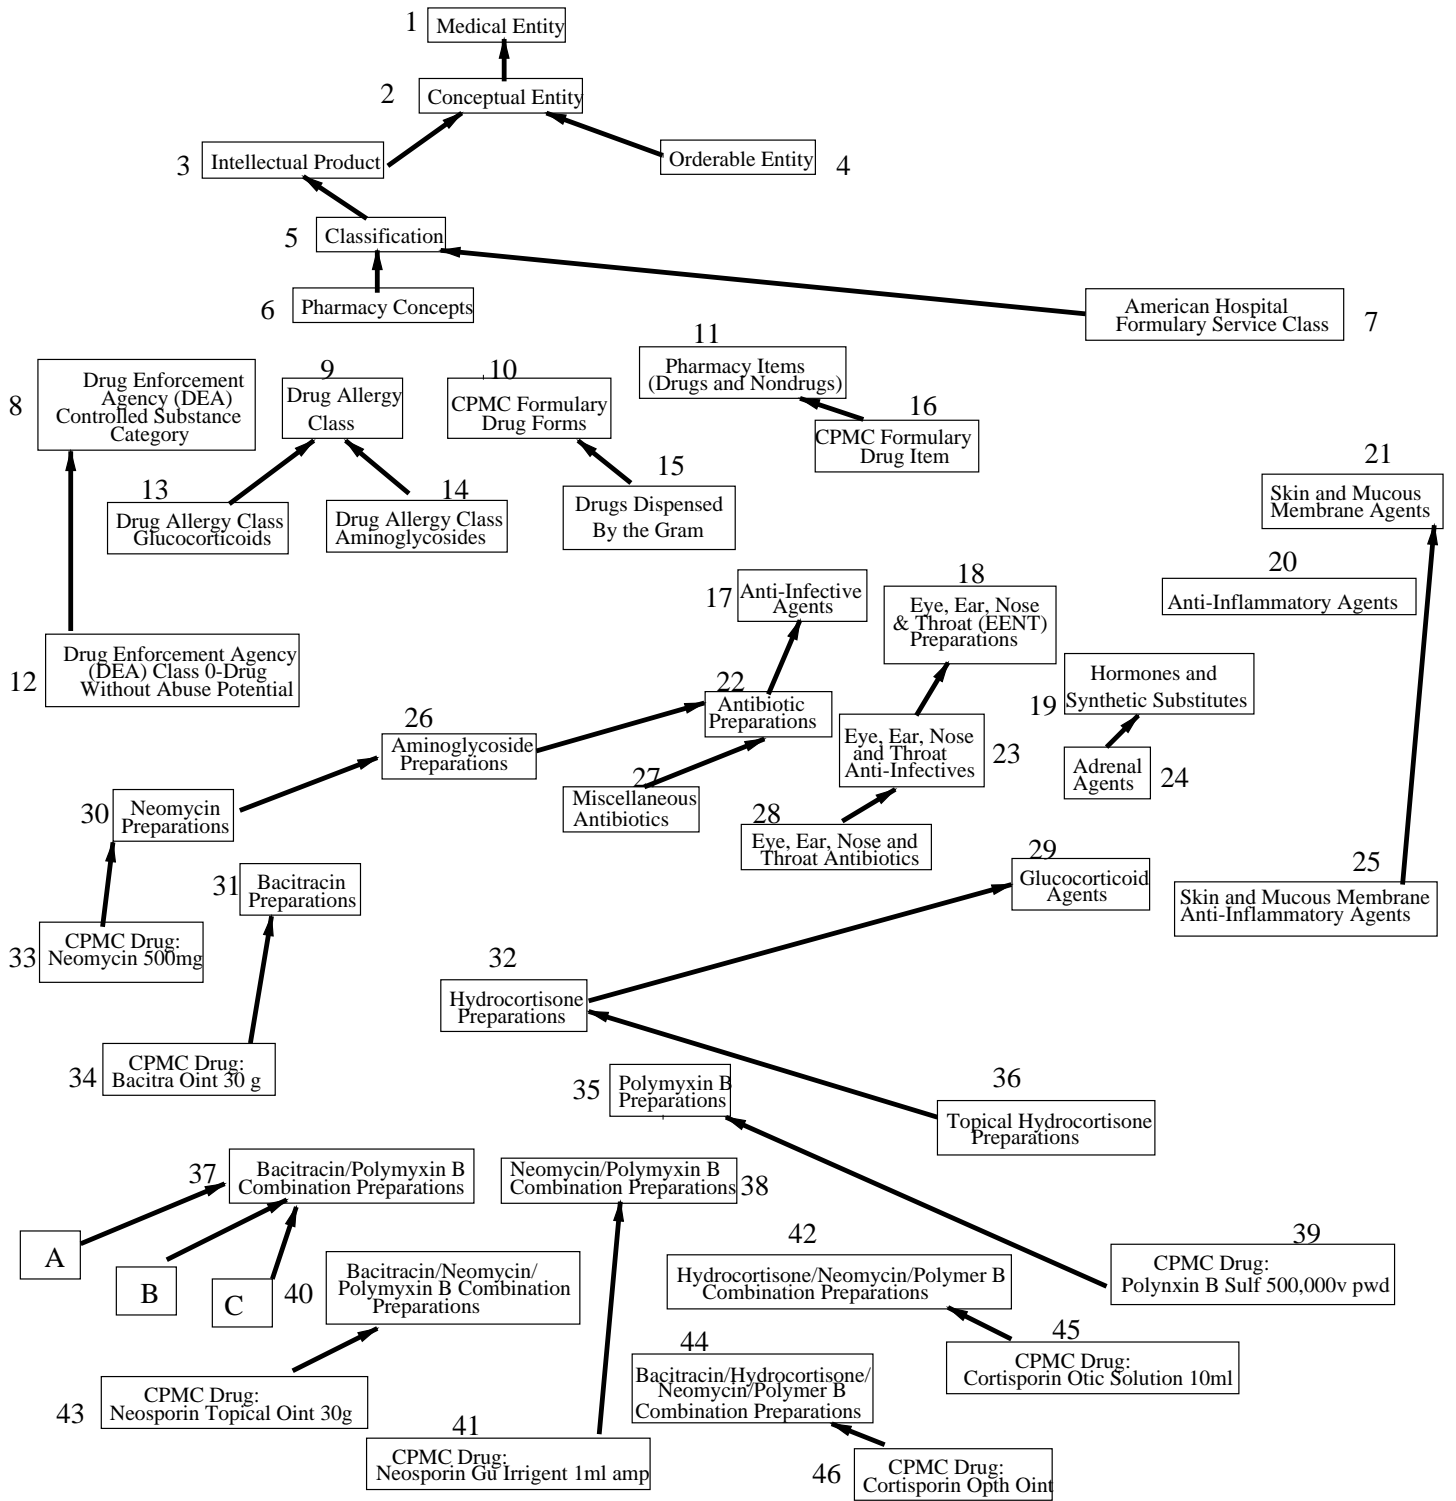 1
Medical Entity
2
Conceptual Entity
3
Intellectual Product
Orderable Entity
4
5
Classification
6
Pharmacy Concepts
American Hospital
Formulary Service Class
7
8
Drug Enforcement
Agency (DEA)
Controlled Substance
Category
9
Drug Allergy
Class
10
CPMC Formulary
Drug Forms
11
Pharmacy Items
(Drugs and Nondrugs)
16
CPMC Formulary
Drug Item
13
Drug Allergy Class
Glucocorticoids
14
Drug Allergy Class
Aminoglycosides
15
Drugs Dispensed
By the Gram
21
Skin and Mucous
Membrane Agents
20
Anti-Inflammatory Agents
17
Anti-Infective
Agents
18
Eye, Ear, Nose
& Throat (EENT)
Preparations
12
Drug Enforcement Agency
(DEA) Class 0-Drug
Without Abuse Potential
19
Hormones and
Synthetic Substitutes
22
Antibiotic
Preparations
26
Aminoglycoside
Preparations
Eye, Ear, Nose
and Throat
Anti-Infectives
23
Adrenal
Agents
24
27
Miscellaneous
Antibiotics
30
Neomycin
Preparations
28
Eye, Ear, Nose and
Throat Antibiotics
29
Glucocorticoid
Agents
25
Skin and Mucous Membrane
Anti-Inflammatory Agents
31
Bacitracin
Preparations
33
CPMC Drug:
Neomycin 500mg
32
Hydrocortisone
Preparations
34
CPMC Drug:
Bacitra Oint 30 g
35
Polymyxin B
Preparations
36
Topical Hydrocortisone
Preparations
37
Bacitracin/Polymyxin B
Combination Preparations
Neomycin/Polymyxin B
Combination Preparations
38
A
B
C
40
Bacitracin/Neomycin/
Polymyxin B Combination
Preparations
42
Hydrocortisone/Neomycin/Polymer B
Combination Preparations
39
CPMC Drug:
Polynxin B Sulf 500,000v pwd
45
CPMC Drug:
Cortisporin Otic Solution 10ml
44
Bacitracin/Hydrocortisone/
Neomycin/Polymer B
Combination Preparations
43
CPMC Drug:
Neosporin Topical Oint 30g
41
CPMC Drug:
Neosporin Gu Irrigent 1ml amp
46
CPMC Drug:
Cortisporin Opth Oint